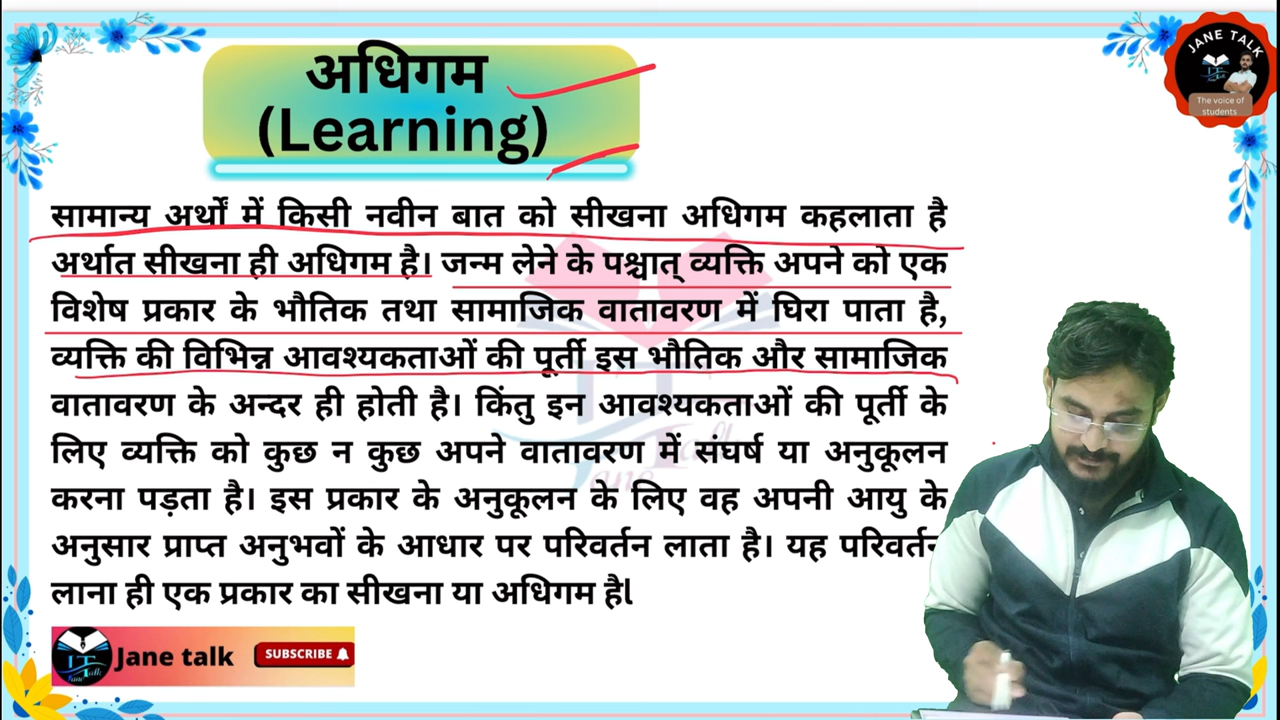 अधिगम
(Learning)
JANE TALK
The voice of
students
सामान्य अर्थों में किसी नवीन बात को सीखना अधिगम कहलाता है
अर्थात सीखना ही अधिगम है। जन्म लेने के पश्चात् व्यक्ति अपने को एक
विशेष प्रकार के भौतिक तथा सामाजिक वातावरण में घिरा पाता है,
व्यक्ति की विभिन्न आवश्यकताओं की पूर्ती इस भौतिक और सामाजिक
वातावरण के अन्दर ही होती है। किंतु इन आवश्यकताओं की पूर्ती के
लिए व्यक्ति को कुछ न कुछ अपने वातावरण में संघर्ष या अनुकूलन
करना पड़ता है। इस प्रकार के अनुकूलन के लिए वह अपनी आयु के
अनुसार प्राप्त अनुभवों के आधार पर परिवर्तन लाता है। यह परिवर्तन
लाना ही एक प्रकार का सीखना या अधिगम हैl
Jane talk
SUBSCRIBE